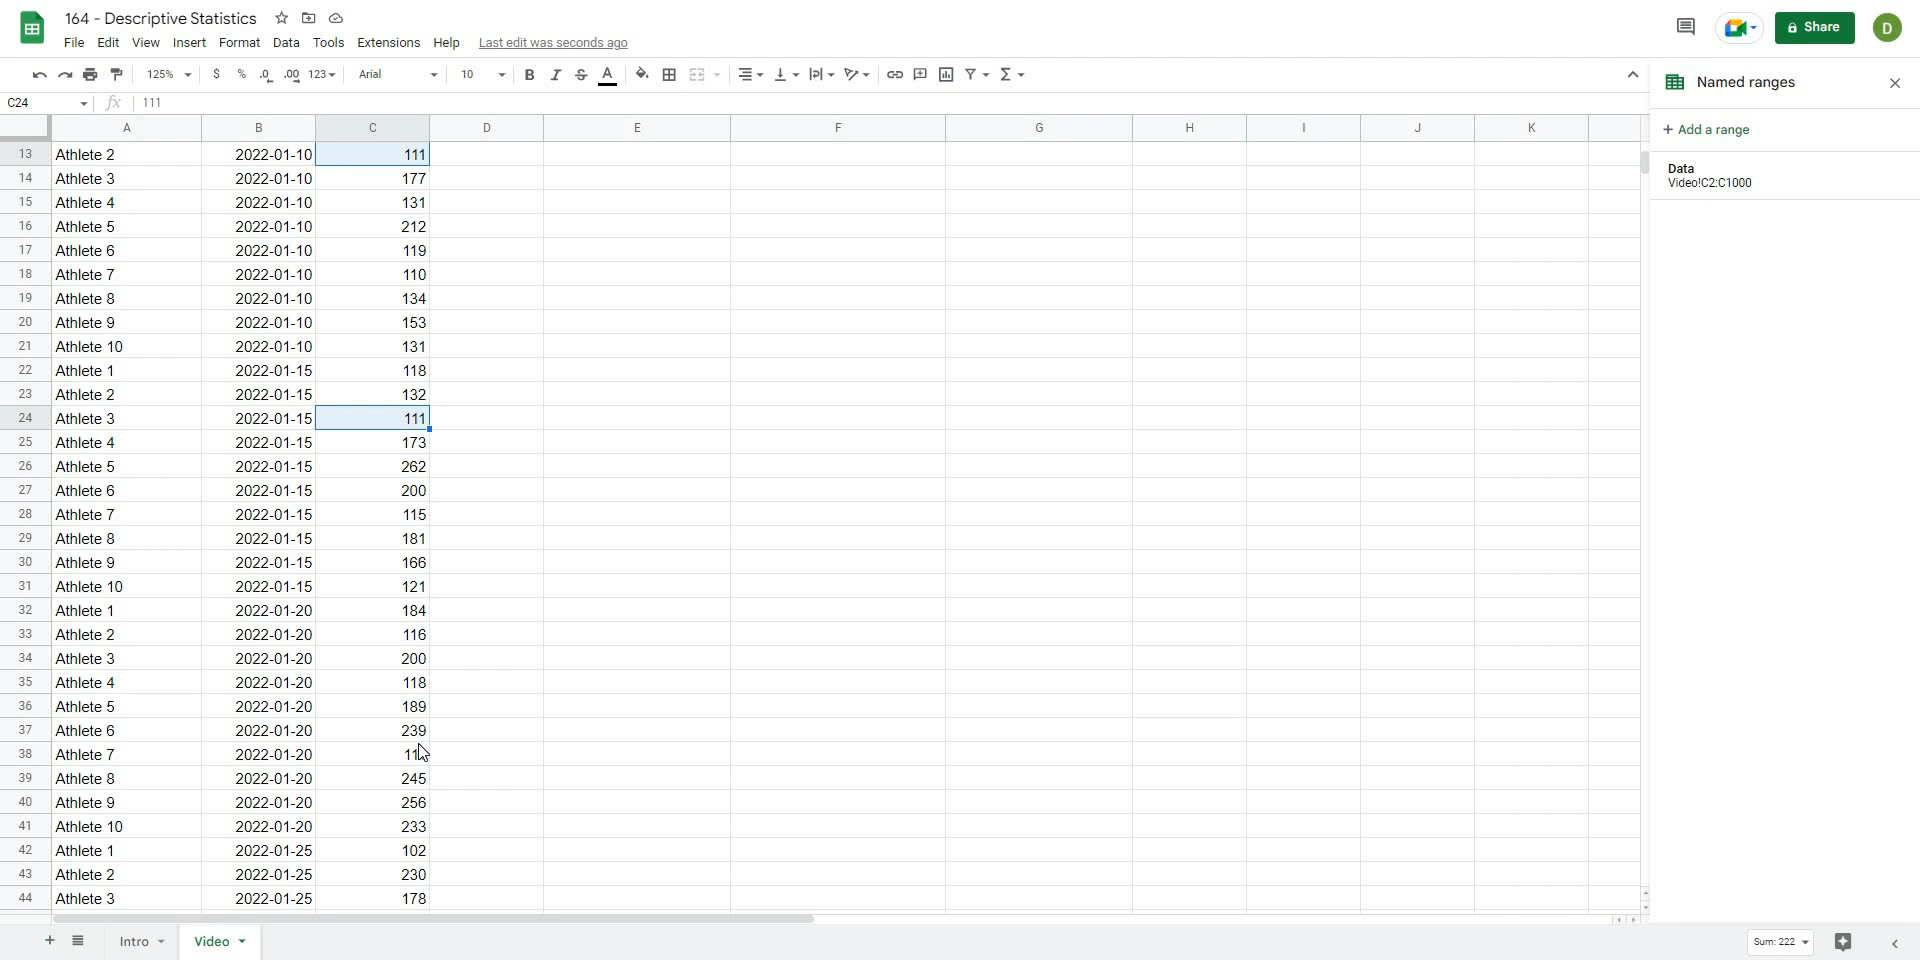 164 - Descriptive Statistics
File Edit View Insert Format Data Tools Extensions Help Last edit was seconds ago
Share
D
125% $ % .0 .00 123 Arial 10 B I S A
Named ranges
C24 fx 111
A B C D E F G H I J K
+ Add a range
13 Athlete 2 2022-01-10 111
Data
14 Athlete 3 2022-01-10 177
Video!C2:C1000
15 Athlete 4 2022-01-10 131
16 Athlete 5 2022-01-10 212
17 Athlete 6 2022-01-10 119
18 Athlete 7 2022-01-10 110
19 Athlete 8 2022-01-10 134
20 Athlete 9 2022-01-10 153
21 Athlete 10 2022-01-10 131
22 Athlete 1 2022-01-15 118
23 Athlete 2 2022-01-15 132
24 Athlete 3 2022-01-15 111
25 Athlete 4 2022-01-15 173
26 Athlete 5 2022-01-15 262
27 Athlete 6 2022-01-15 200
28 Athlete 7 2022-01-15 115
29 Athlete 8 2022-01-15 181
30 Athlete 9 2022-01-15 166
31 Athlete 10 2022-01-15 121
32 Athlete 1 2022-01-20 184
33 Athlete 2 2022-01-20 116
34 Athlete 3 2022-01-20 200
35 Athlete 4 2022-01-20 118
36 Athlete 5 2022-01-20 189
37 Athlete 6 2022-01-20 239
38 Athlete 7 2022-01-20
39 Athlete 8 2022-01-20 245
40 Athlete 9 2022-01-20 256
41 Athlete 10 2022-01-20 233
42 Athlete 1 2022-01-25 102
43 Athlete 2 2022-01-25 230
44 Athlete 3 2022-01-25 178
Intro Video Sum: 222